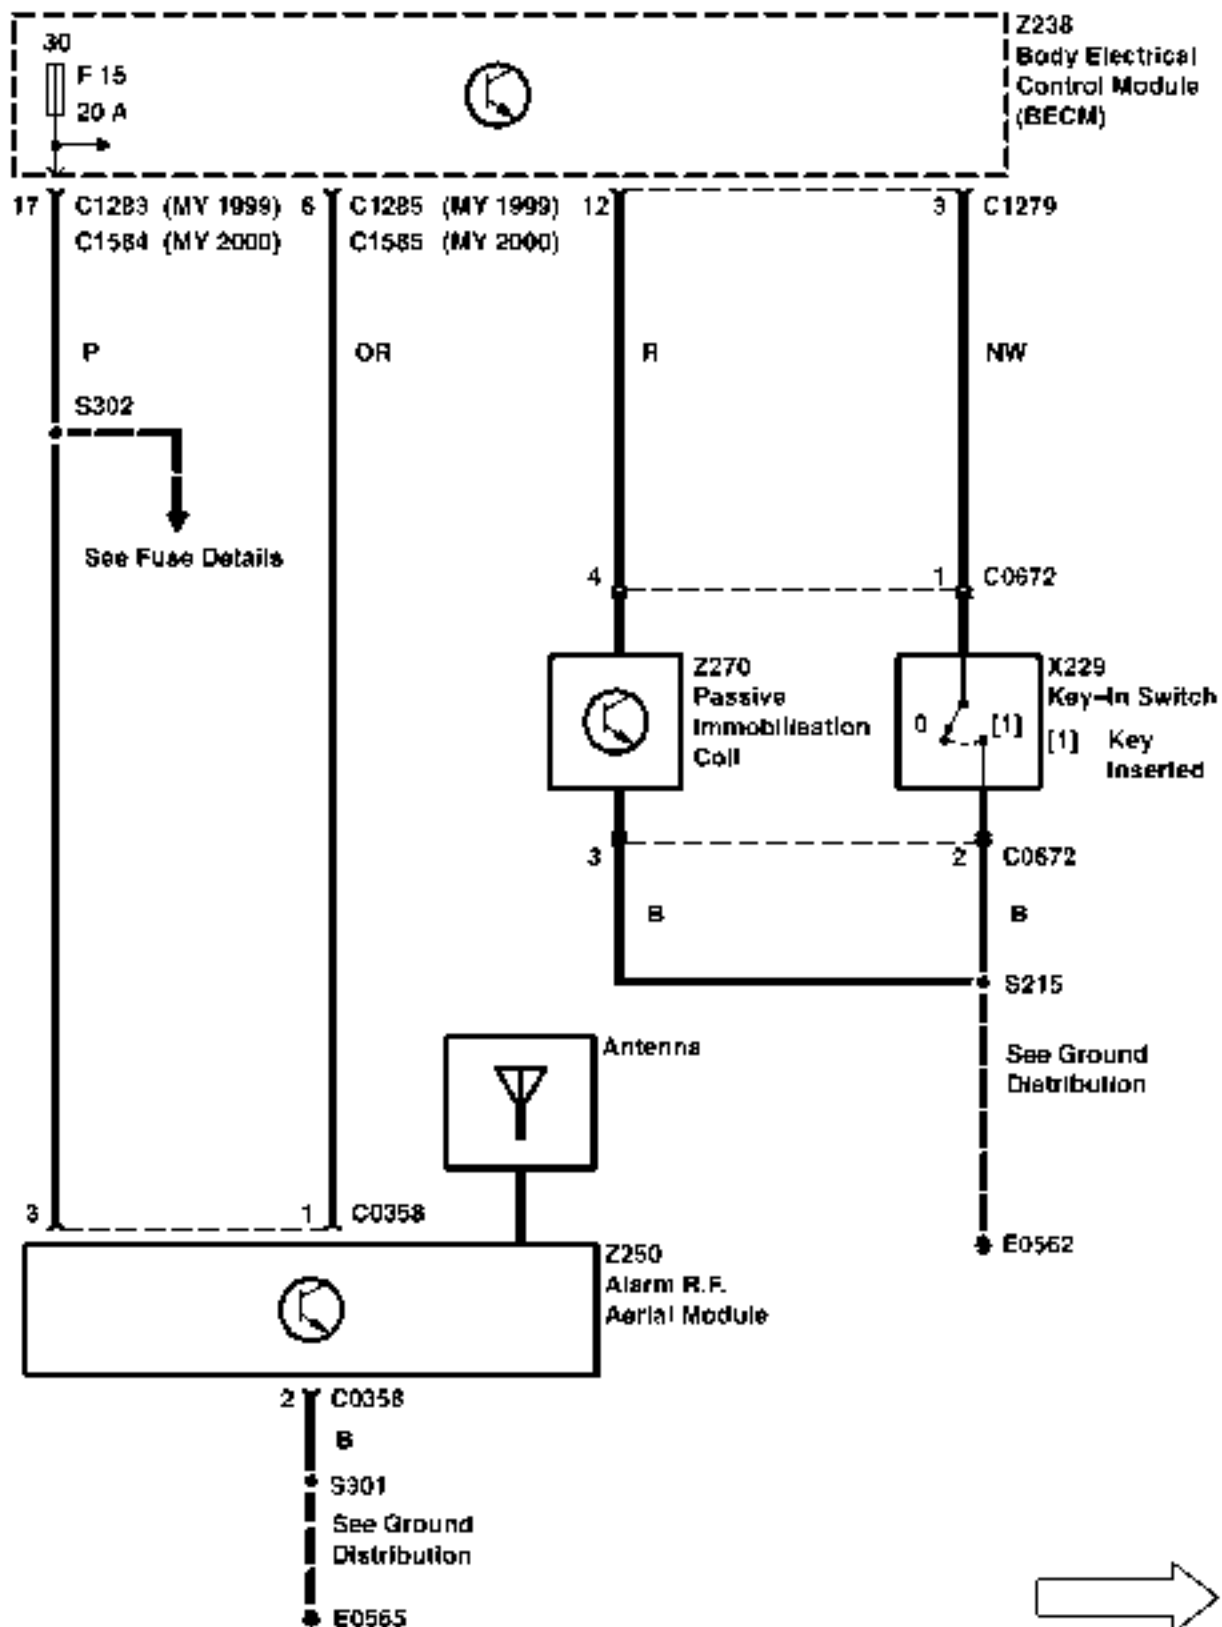 Z238
Body Electrical
Control Module
(BECM)
30
F 15
20 A
17 C1283 (MY 1999) 6 C1285 (MY 1999) 12 9 C1279
C1584 (MY 2000) C1585 (MY 2000)
P OR R NW
S302
See Fuse Details
4 1 C0672
Z270
Passive
Immobilisation
Coil
X229
Key-In Switch
0 [1] [1] Key
Inserted
3 2 C0672
B B
S215
Antenna
See Ground
Distribution
3 1 C0358
E0562
Z250
Alarm R.F.
Aerial Module
2 C0358
B
S301
See Ground
Distribution
E0565